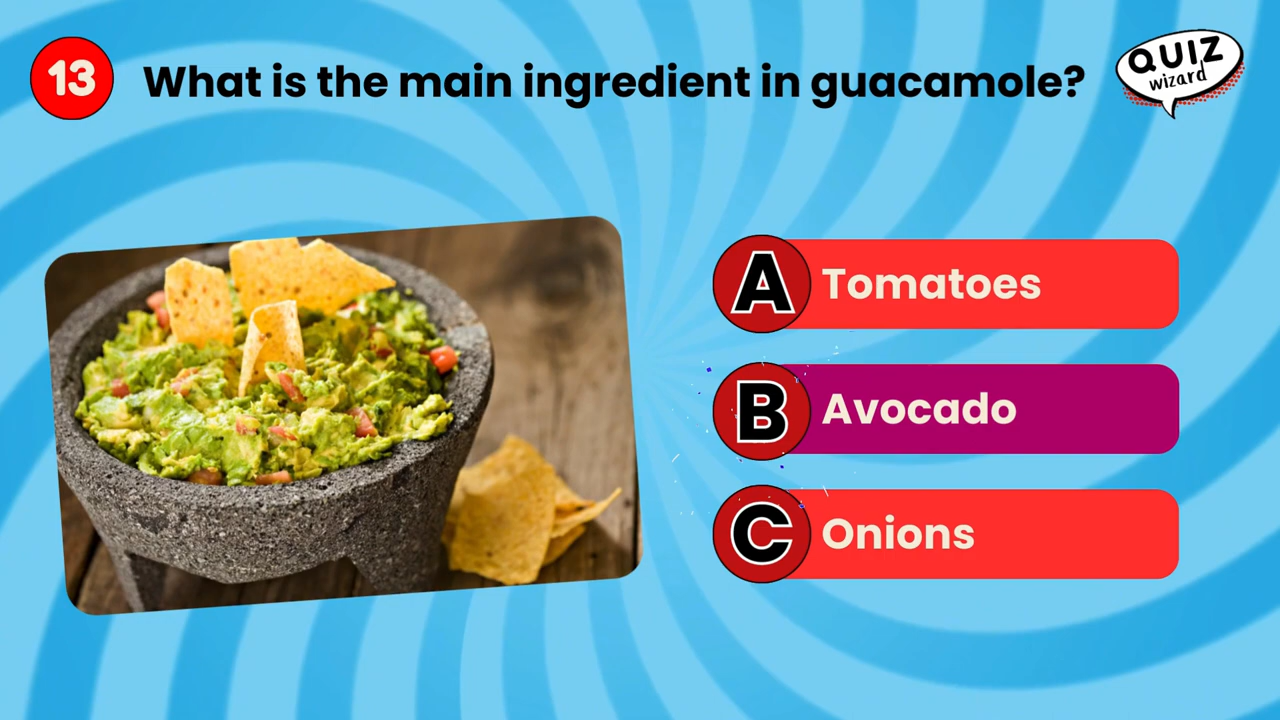 13
What is the main ingredient in guacamole?
QUIZ
wizard
A Tomatoes
B Avocado
C Onions